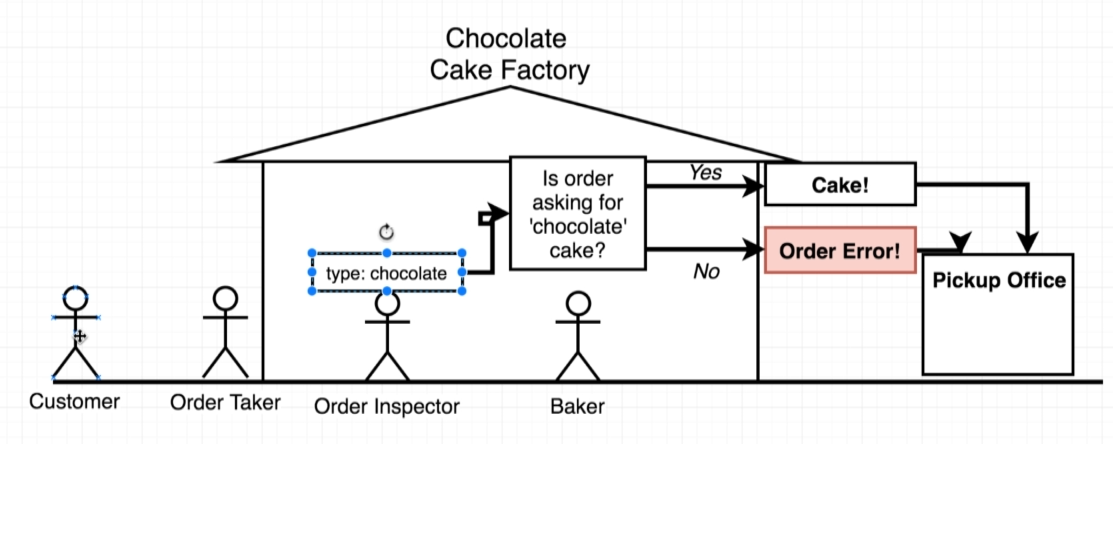 Chocolate
Cake Factory
Is order
asking for
'chocolate'
cake?
Yes
No
Cake!
Order Error!
Pickup Office
type: chocolate
Customer
Order Taker
Order Inspector
Baker